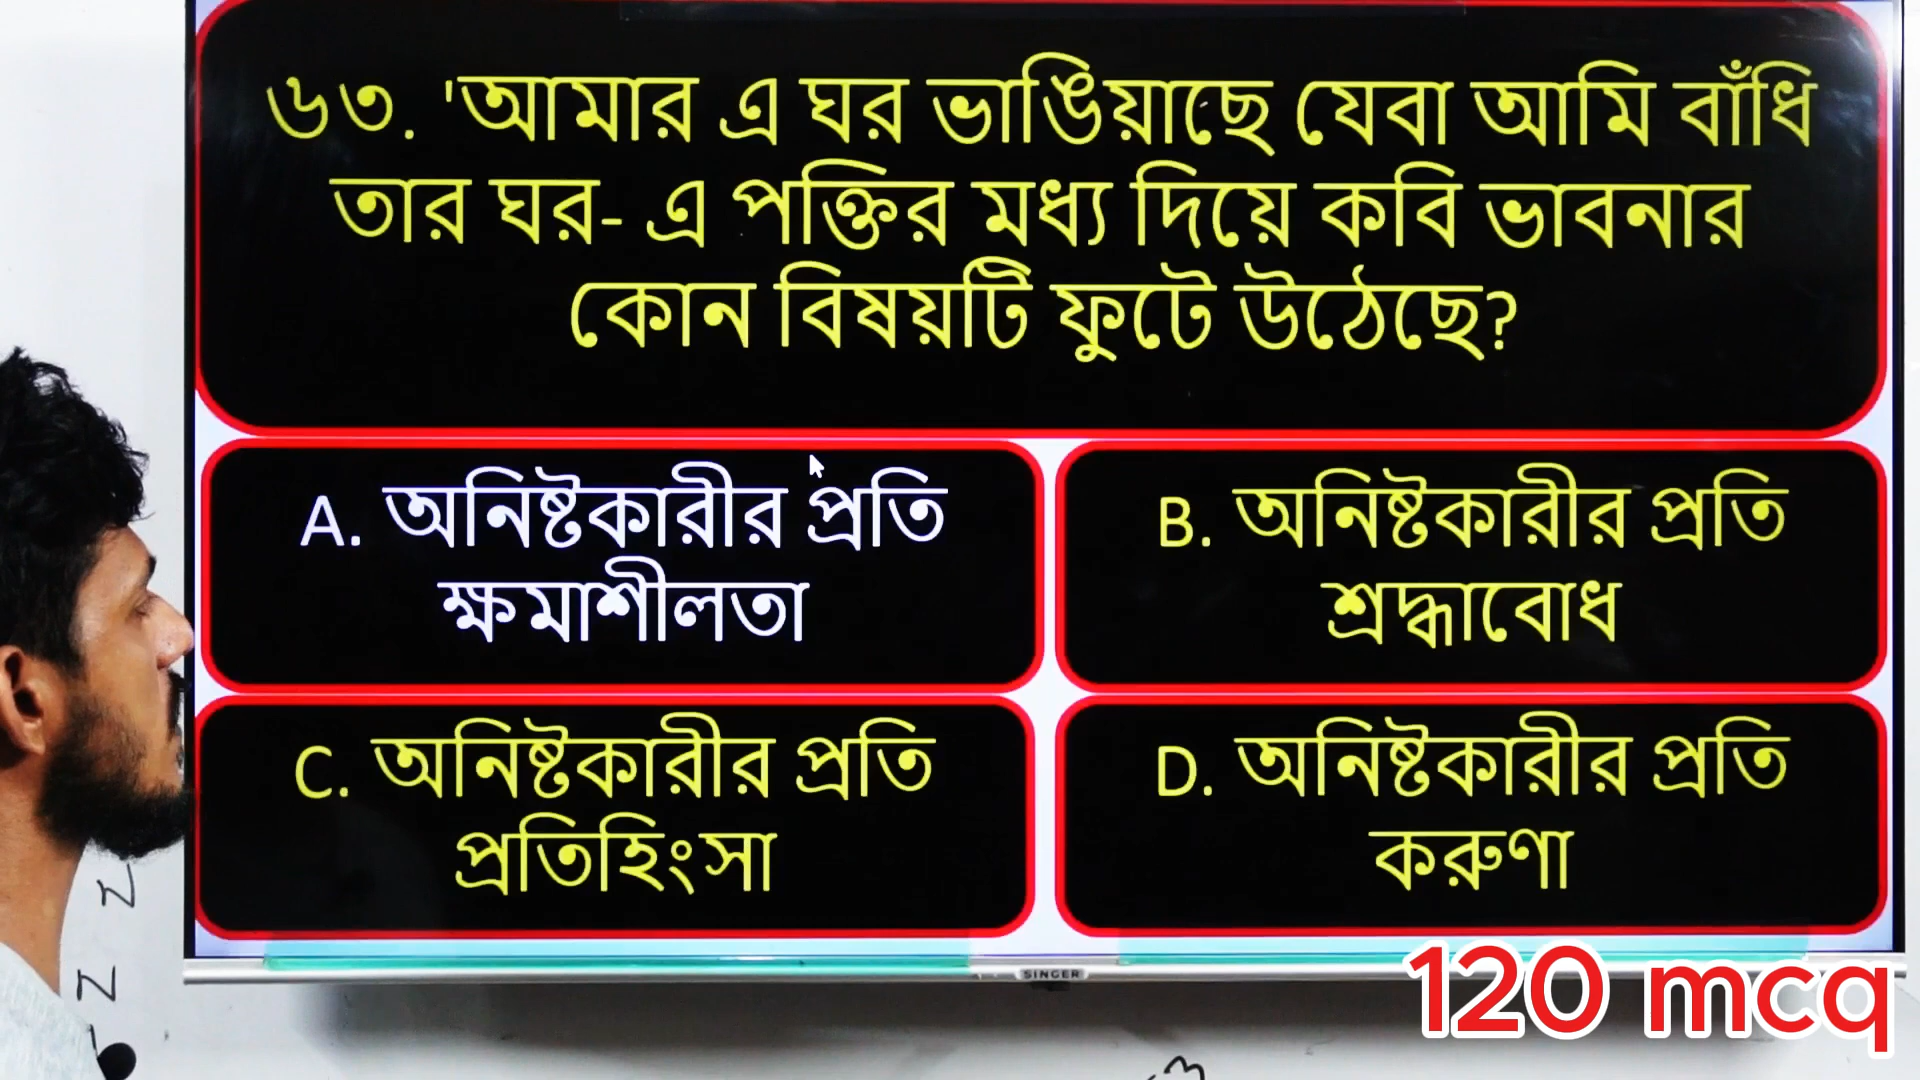 ৬৩. 'আমার এ ঘর ভাঙিয়াছে যেবা আমি বাঁধি
তার ঘর- এ পক্তির মধ্য দিয়ে কবি ভাবনার
কোন বিষয়টি ফুটে উঠেছে?
A. অনিষ্টকারীর প্রতি
ক্ষমাশীলতা
B. অনিষ্টকারীর প্রতি
শ্রদ্ধাবোধ
C. অনিষ্টকারীর প্রতি
প্রতিহিংসা
D. অনিষ্টকারীর প্রতি
করুণা
SINGER
120 mcq